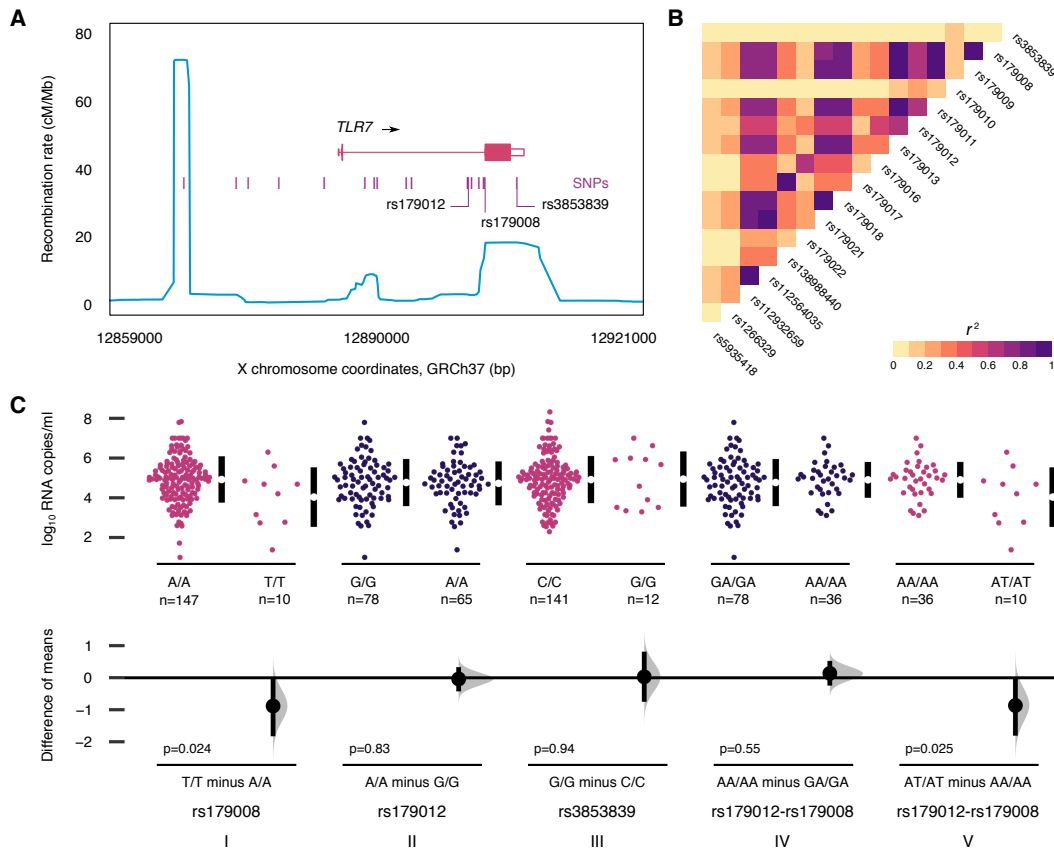 A
Recombination rate (cM/Mb)
80
60
40
20
0
TLR7
SNPs
rs179012
rs179008
rs3853839
12859000
12890000
12921000
X chromosome coordinates, GRCh37 (bp)
B
rs3853839
rs179008
rs179009
rs179010
rs179011
rs179012
rs179013
rs179016
rs179017
rs179018
rs179021
rs179022
rs138988440
rs112564035
rs112932659
rs1266329
rs5935418
r²
0 0.2 0.4 0.6 0.8 1
C
log₁₀ RNA copies/ml
8
6
4
2
A/A T/T G/G A/A C/C G/G GA/GA AA/AA AA/AA AT/AT
n=147 n=10 n=78 n=65 n=141 n=12 n=78 n=36 n=36 n=10
Difference of means
1
0
−1
−2
p=0.024 p=0.83 p=0.94 p=0.55 p=0.025
T/T minus A/A A/A minus G/G G/G minus C/C AA/AA minus GA/GA AT/AT minus AA/AA
rs179008 rs179012 rs3853839 rs179012-rs179008 rs179012-rs179008
I II III IV V